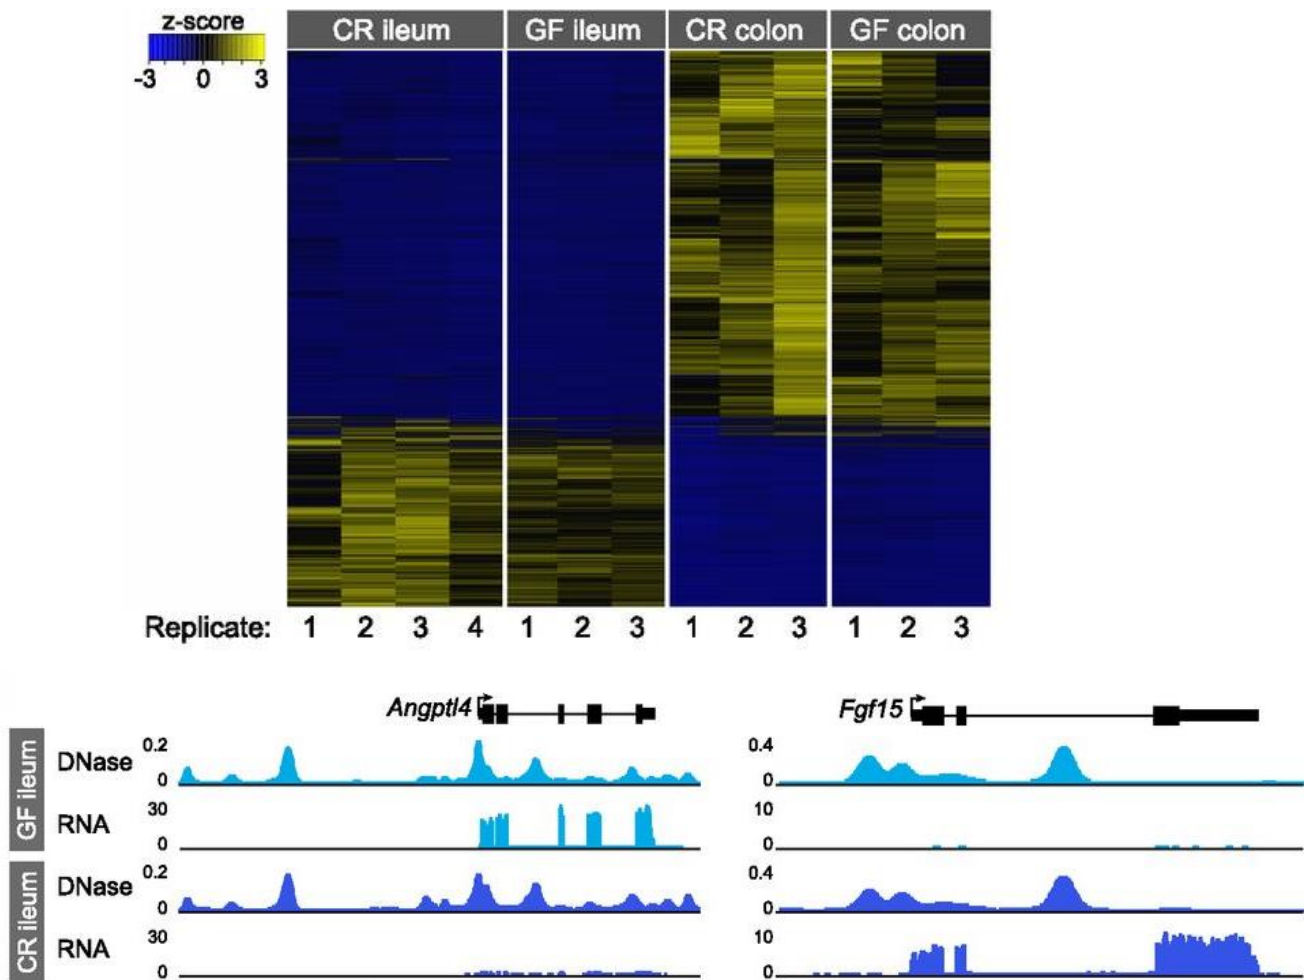 z-score
-3 0 3
CR ileum GF ileum CR colon GF colon
Replicate: 1 2 3 4 1 2 3 1 2 3 1 2 3
Angptl4 Fgf15
GF ileum
DNase 0.2 0 0.4 0
RNA 30 0 10 0
CR ileum
DNase 0.2 0 0.4 0
RNA 30 0 10 0